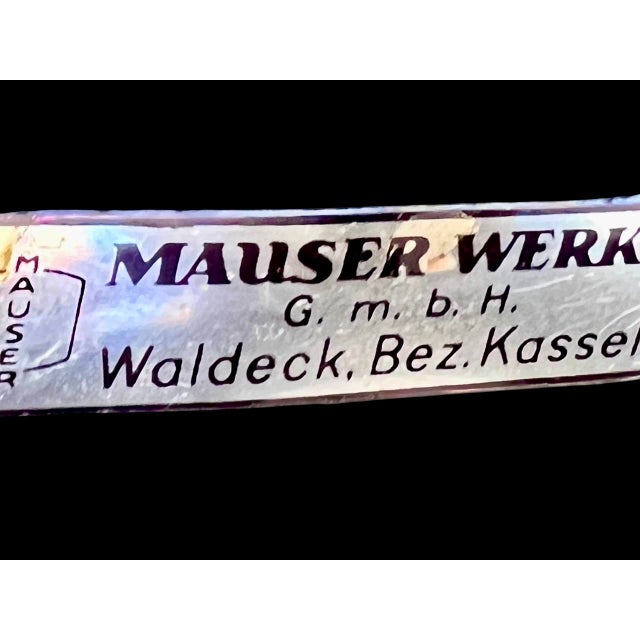 MAUSER
MAUSER WERK
G. m. b. H.
Waldeck, Bez. Kassel